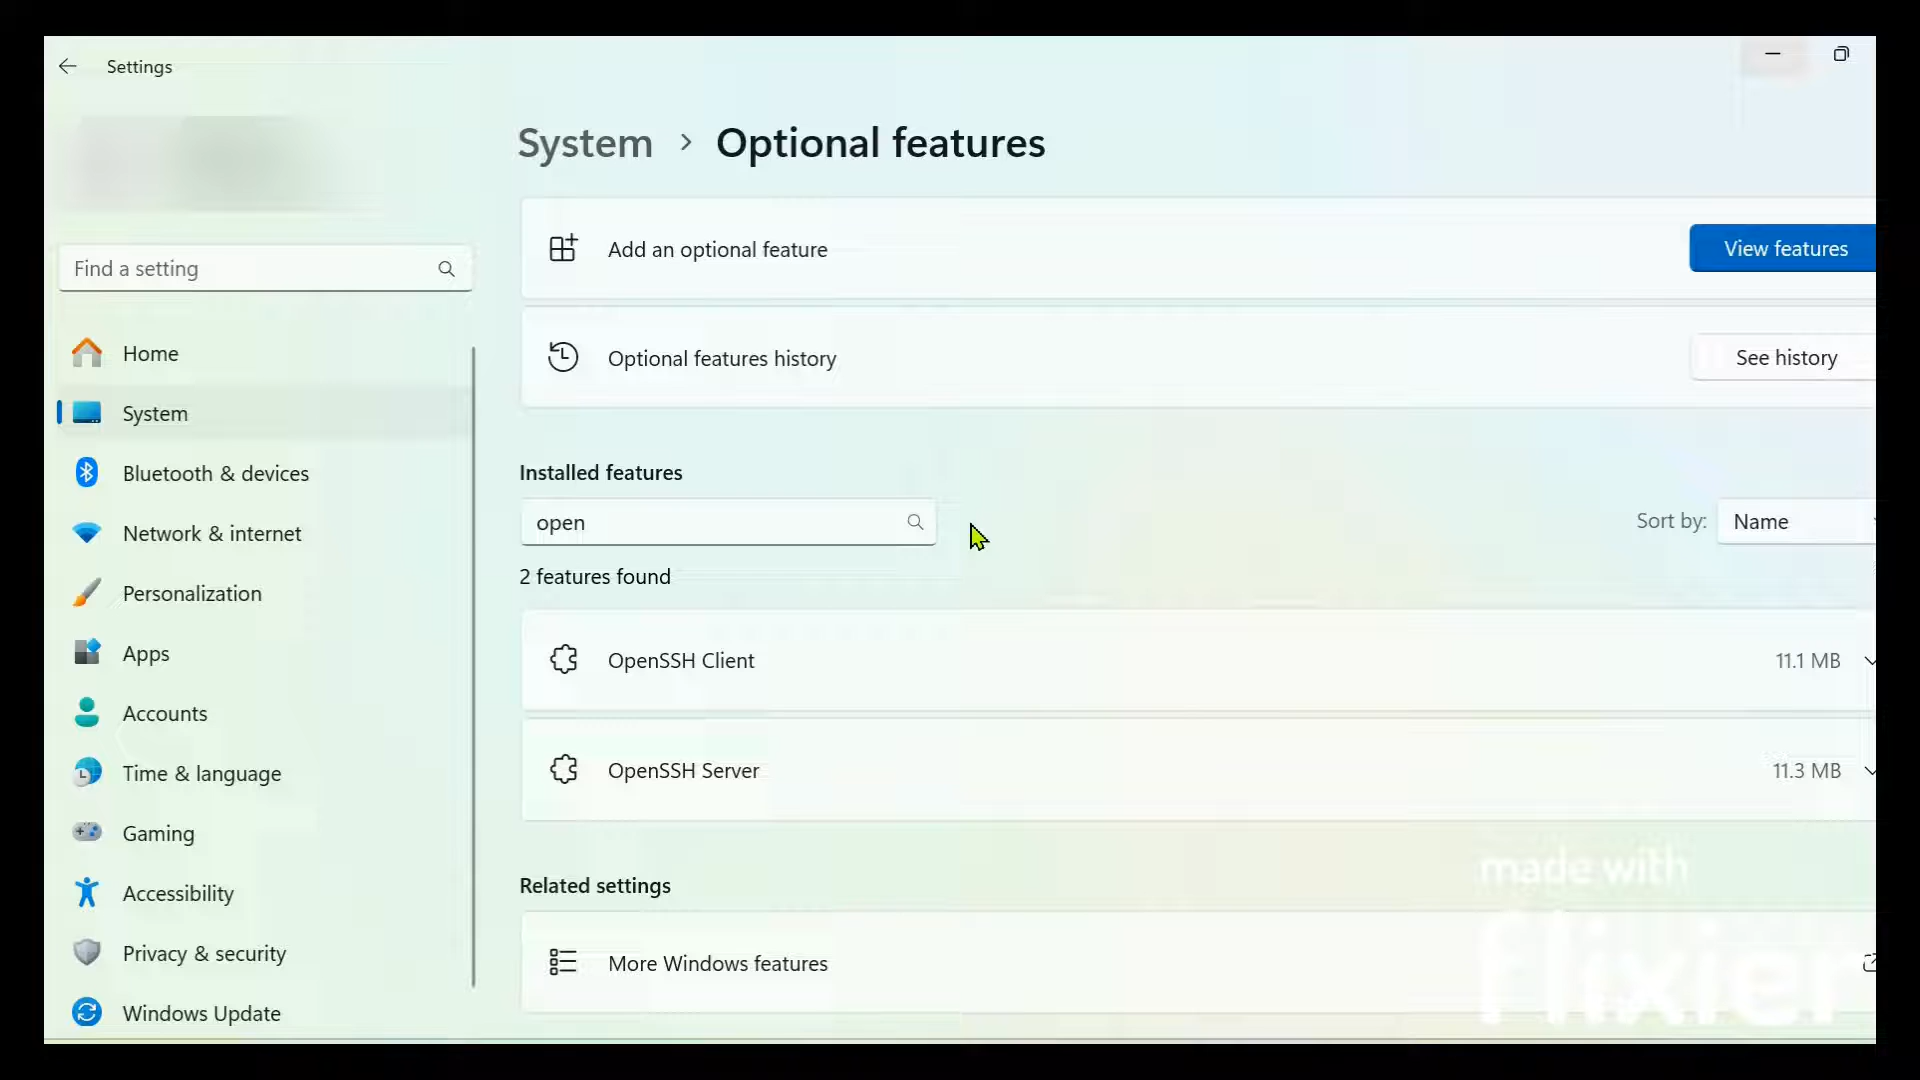 Settings
System > Optional features
Find a setting
Add an optional feature
View features
Home
Optional features history
See history
System
Installed features
Bluetooth & devices
open
Sort by: Name
Network & internet
2 features found
Personalization
OpenSSH Client
11.1 MB
Apps
Accounts
OpenSSH Server
11.3 MB
Time & language
Gaming
made with
flixier
Related settings
Accessibility
More Windows features
Privacy & security
Windows Update